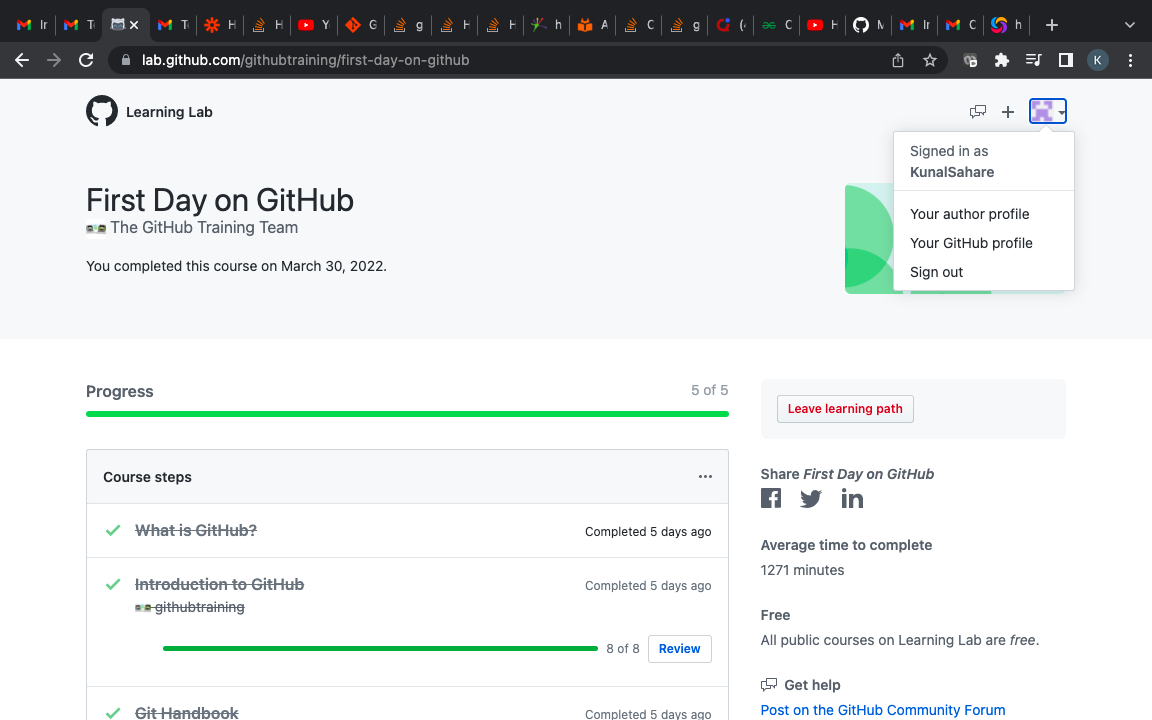 Ir
T
T
H
H
Y
G
g
H
H
h
A
C
g
(4
C
H
M
Ir
C
h
lab.github.com/githubtraining/first-day-on-github
K
Learning Lab
Signed in as
KunalSahare
Your author profile
Your GitHub profile
Sign out
First Day on GitHub
The GitHub Training Team
You completed this course on March 30, 2022.
Progress
5 of 5
Leave learning path
Course steps
What is GitHub?
Completed 5 days ago
Introduction to GitHub
Completed 5 days ago
githubtraining
8 of 8
Review
Git Handbook
Completed 5 days ago
Share First Day on GitHub
Average time to complete
1271 minutes
Free
All public courses on Learning Lab are free.
Get help
Post on the GitHub Community Forum